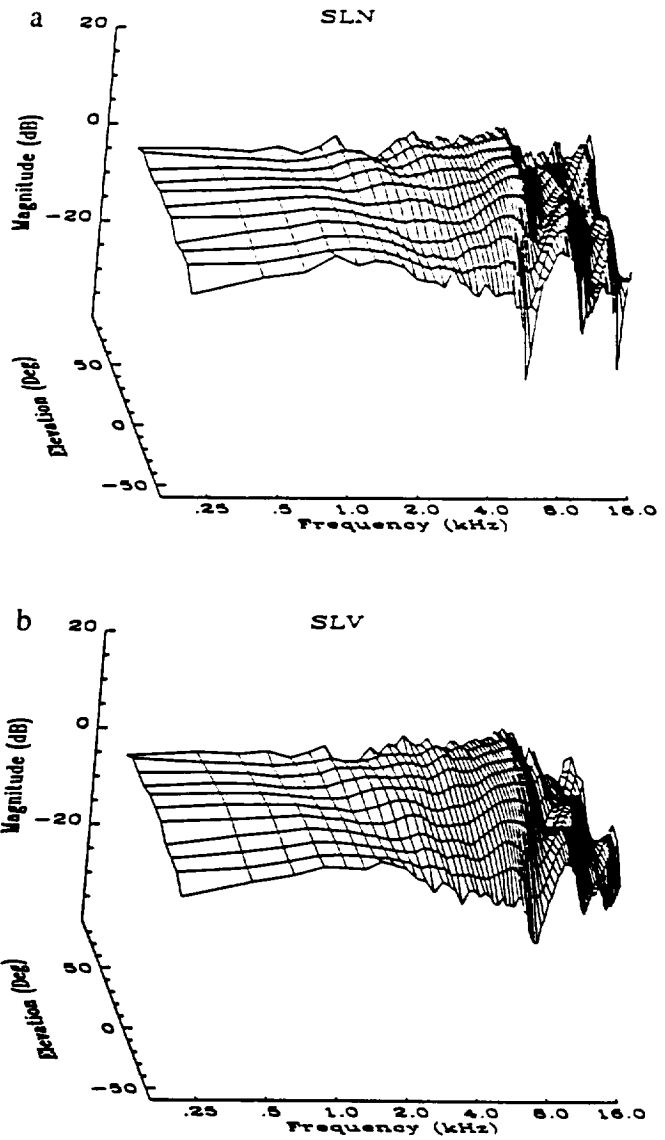 a
SLN
20
0
Magnitude (dB)
-20
50
Elevation (Deg)
0
-50
.25 .5 1.0 2.0 4.0 8.0 16.0
Frequency (kHz)
b
SLV
20
0
Magnitude (dB)
-20
50
Elevation (Deg)
0
-50
.25 .5 1.0 2.0 4.0 8.0 16.0
Frequency (kHz)